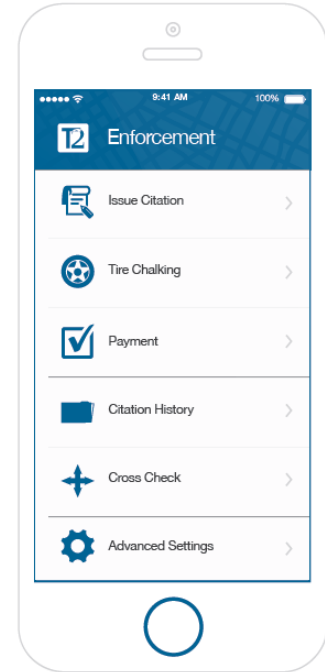 9:41 AM
100%
T2 Enforcement
Issue Citation
Tire Chalking
Payment
Citation History
Cross Check
Advanced Settings